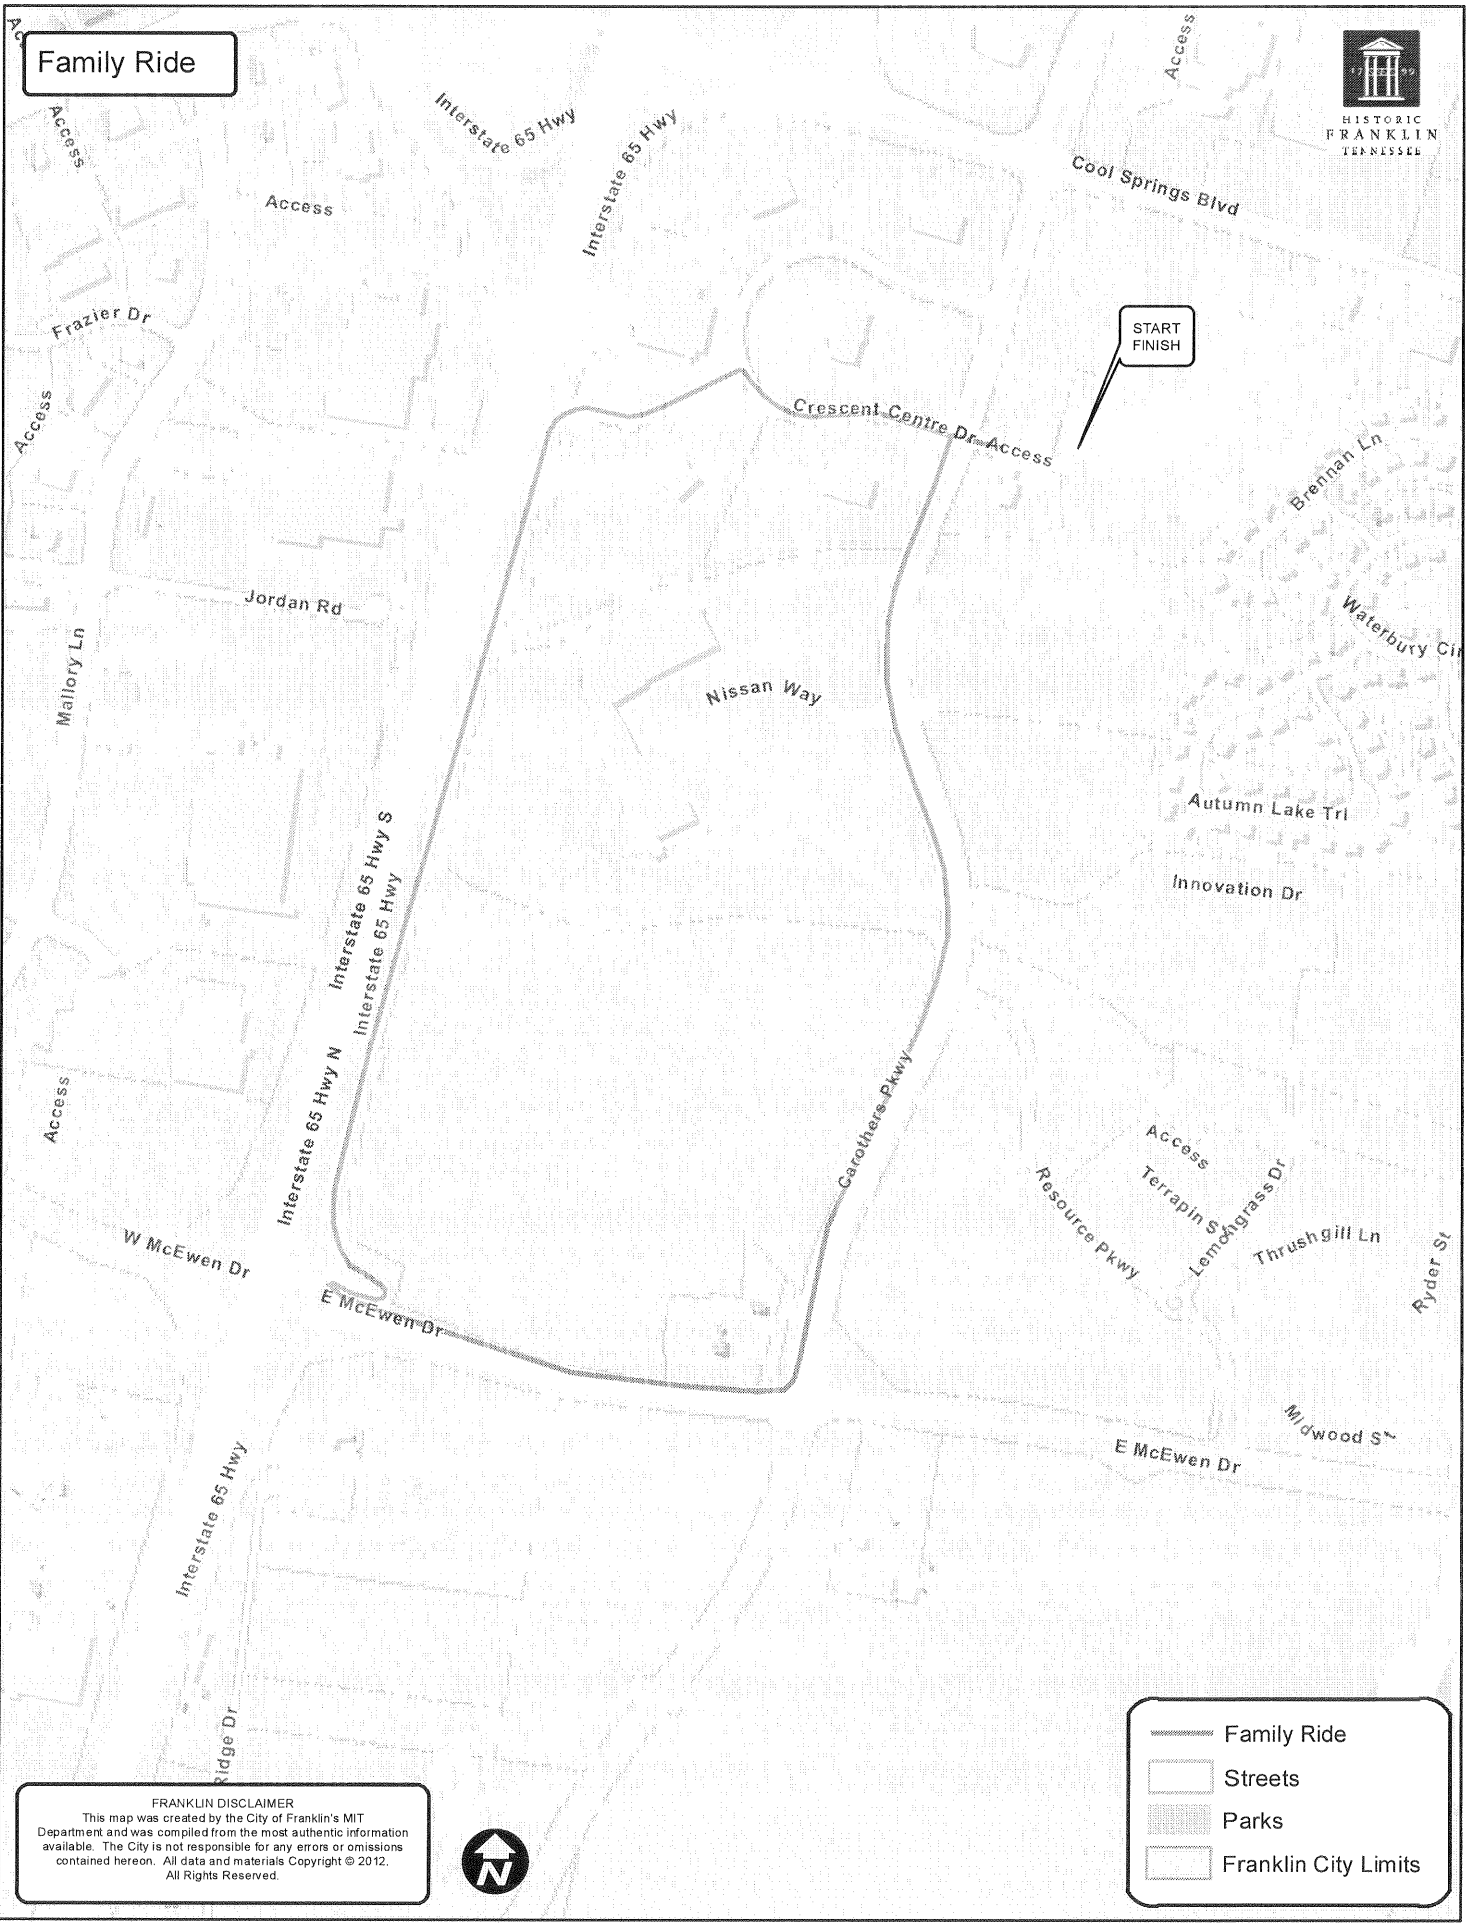 Family Ride
Access
Access
Interstate 65 Hwy
Interstate 65 Hwy
Access
HISTORIC
FRANKLIN
TENNESSEE
Cool Springs Blvd
Access
Frazier Dr
START
FINISH
Access
Crescent Centre Dr
Access
Brennan Ln
Jordan Rd
Waterbury Cir
Mallory Ln
Nissan Way
Autumn Lake Trl
Interstate 65 Hwy S
Interstate 65 Hwy
Innovation Dr
Interstate 65 Hwy N
Carothers Pkwy
Access
Access
Terrapin St
Lemongrass Dr
Resource Pkwy
Thrushgill Ln
Ryder St
W McEwen Dr
E McEwen Dr
Midwood St
E McEwen Dr
Interstate 65 Hwy
Ridge Dr
Family Ride
Streets
Parks
Franklin City Limits
FRANKLIN DISCLAIMER
This map was created by the City of Franklin's MIT
Department and was compiled from the most authentic information
available. The City is not responsible for any errors or omissions
contained hereon. All data and materials Copyright © 2012.
All Rights Reserved.
N